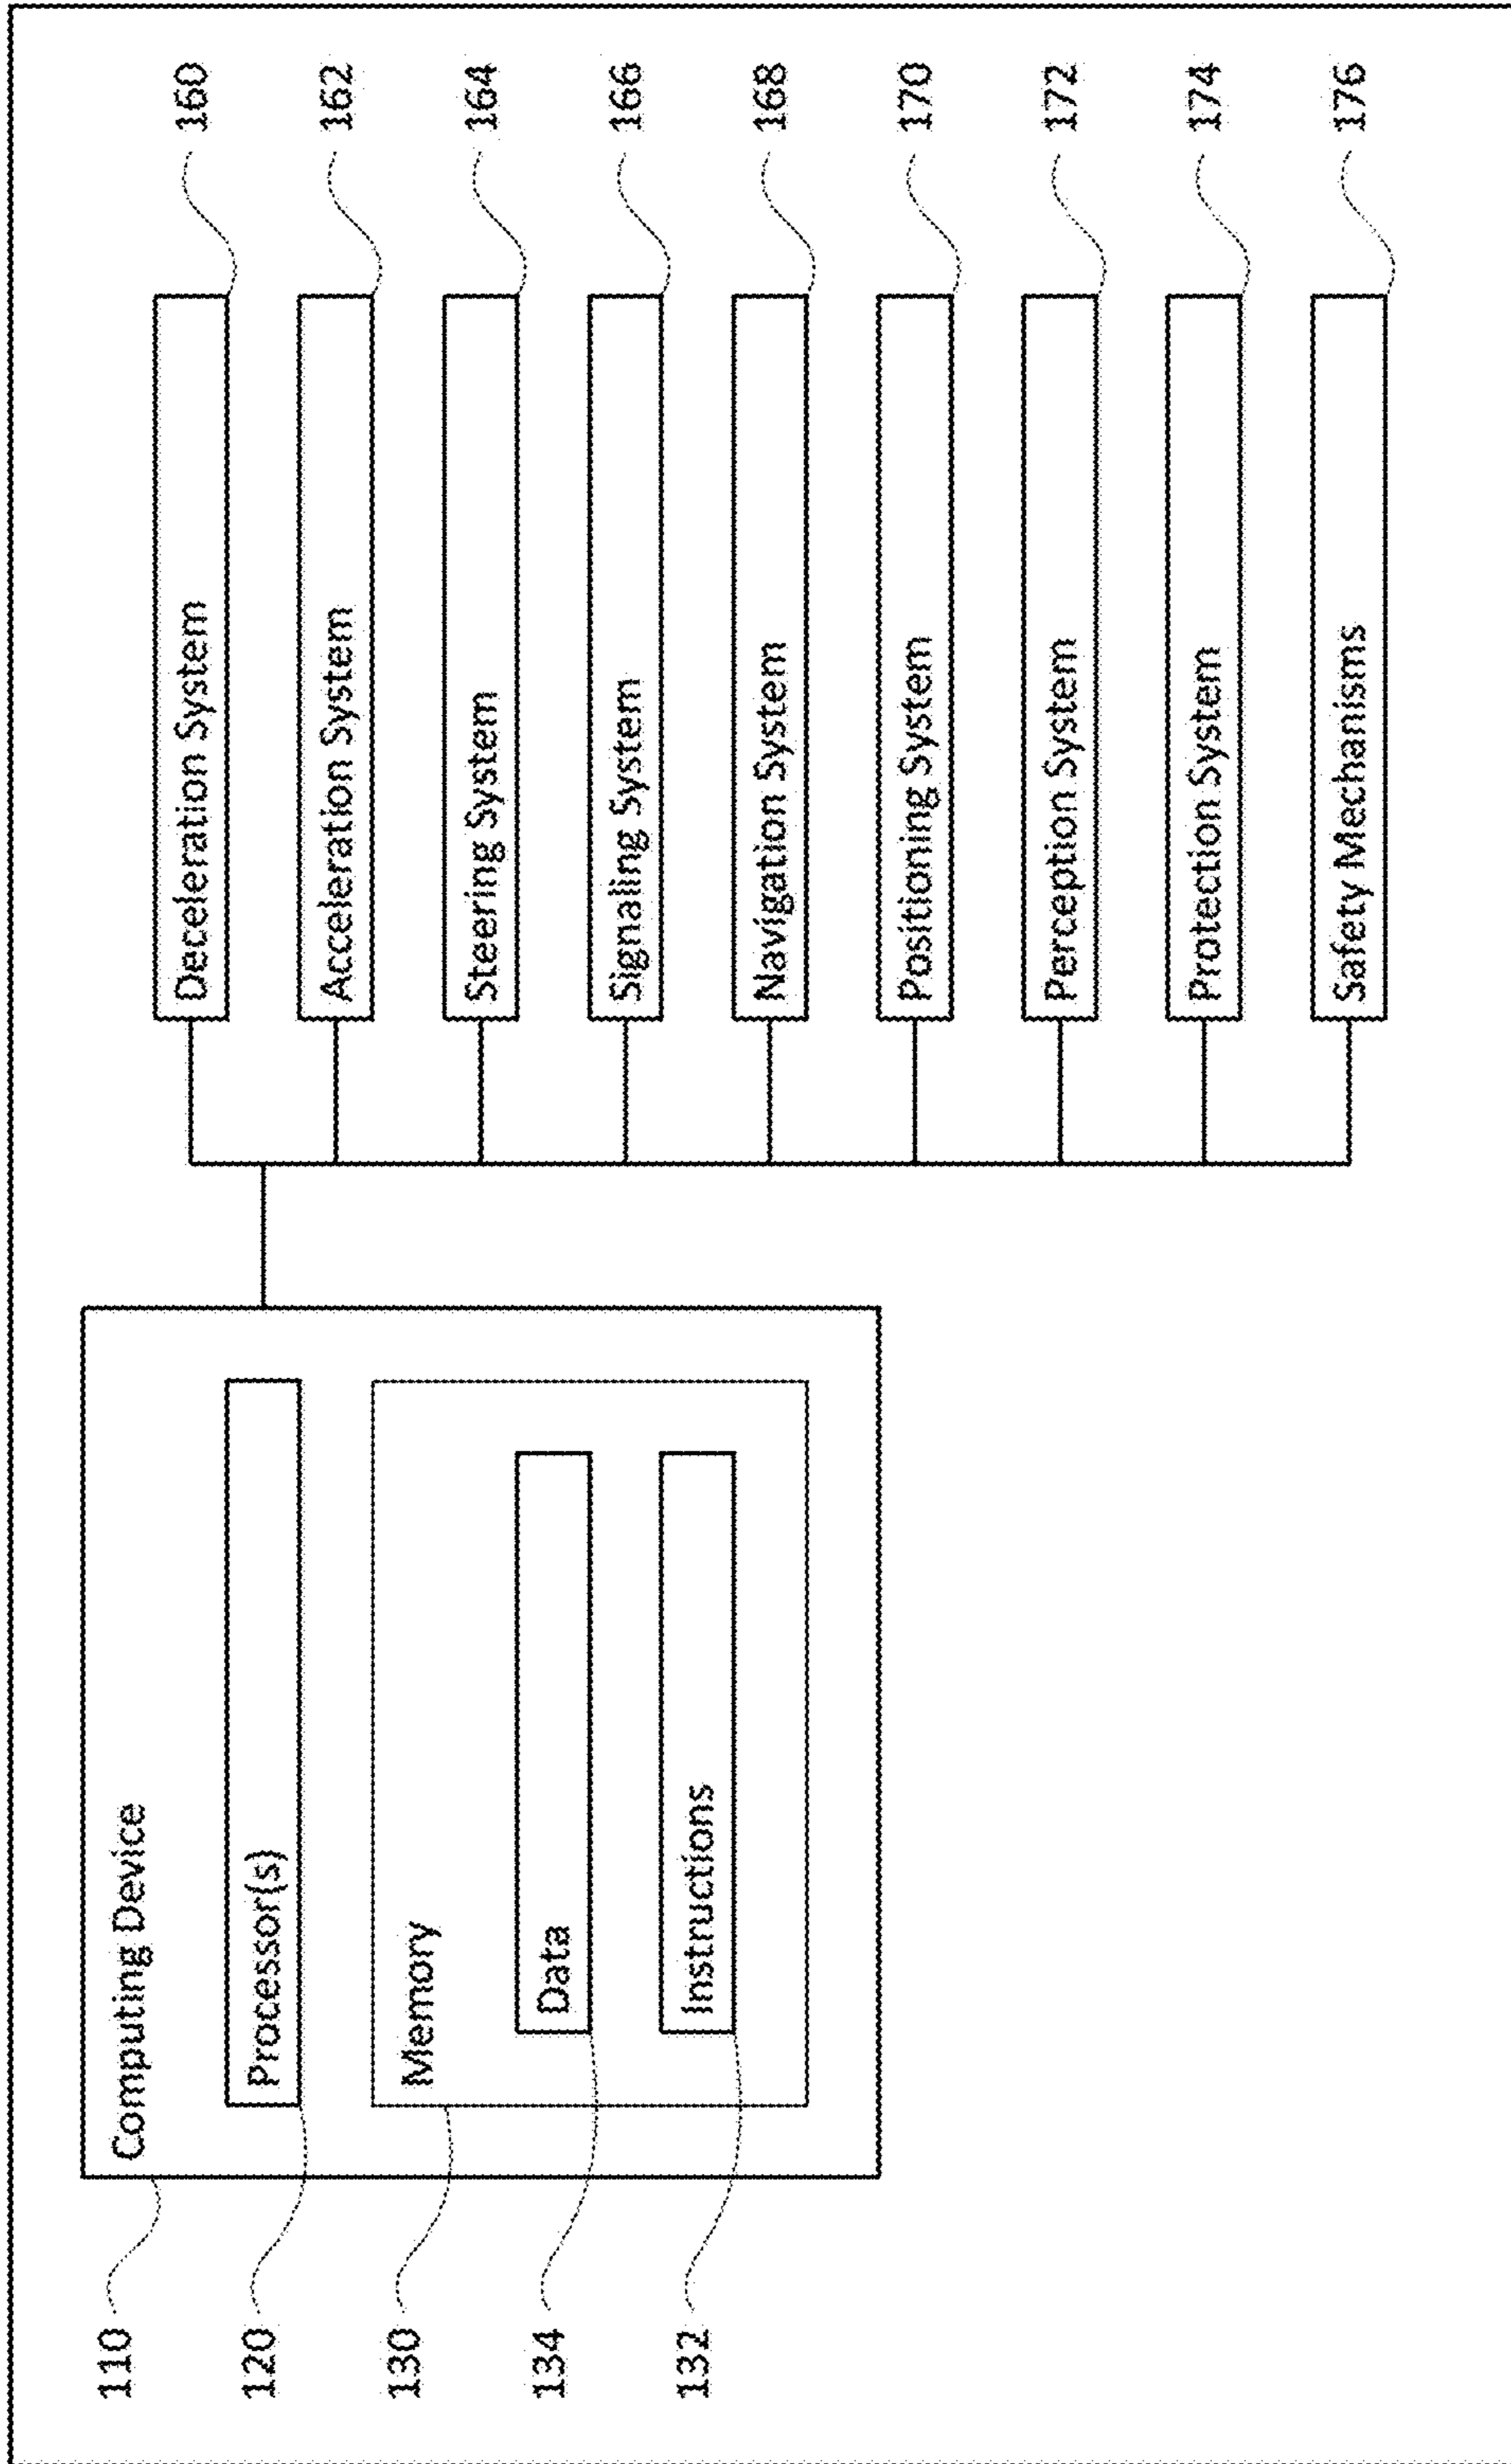 Computing Device
110
Processor(s)
120
Memory
130
Data
134
Instructions
132
Deceleration System
160
Acceleration System
162
Steering System
164
Signaling System
166
Navigation System
168
Positioning System
170
Perception System
172
Protection System
174
Safety Mechanisms
176